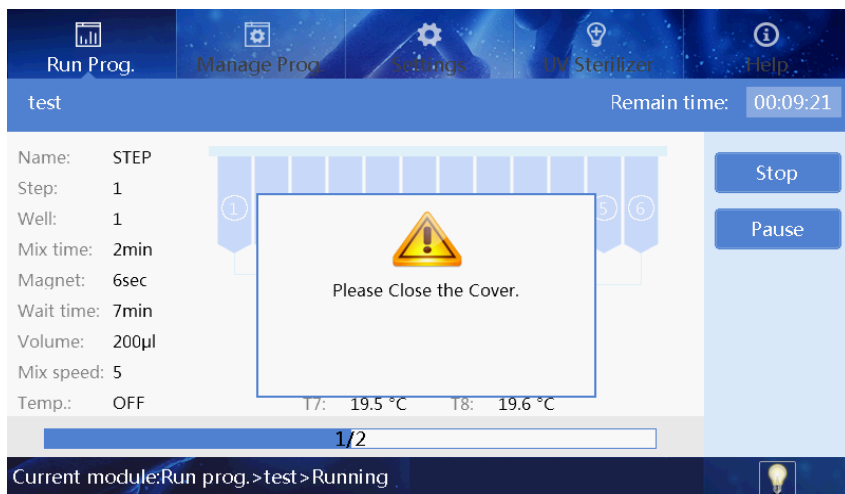 Run Prog.
Manage Prog.
Settings
UV Sterilizer
Help
test
Remain time: 00:09:21
Name: STEP
Step: 1
Well: 1
Mix time: 2min
Magnet: 6sec
Wait time: 7min
Volume: 200µl
Mix speed: 5
Temp.: OFF
1
5
6
Please Close the Cover.
T7: 19.5 °C T8: 19.6 °C
Stop
Pause
1/2
Current module:Run prog.>test>Running